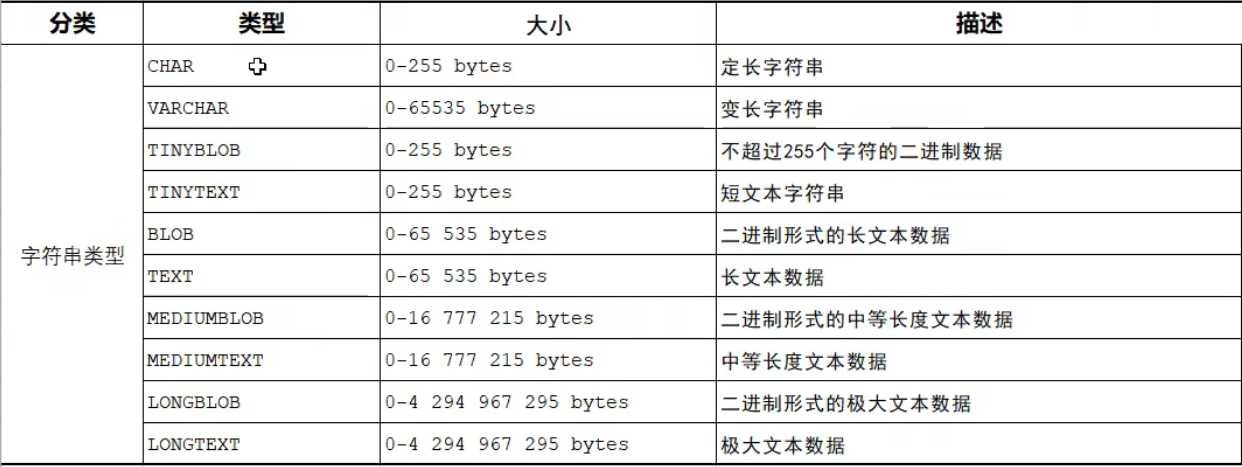 分类 类型 大小 描述
CHAR 0-255 bytes 定长字符串
VARCHAR 0-65535 bytes 变长字符串
TINYBLOB 0-255 bytes 不超过255个字符的二进制数据
TINYTEXT 0-255 bytes 短文本字符串
字符串类型 BLOB 0-65 535 bytes 二进制形式的长文本数据
TEXT 0-65 535 bytes 长文本数据
MEDIUMBLOB 0-16 777 215 bytes 二进制形式的中等长度文本数据
MEDIUMTEXT 0-16 777 215 bytes 中等长度文本数据
LONGBLOB 0-4 294 967 295 bytes 二进制形式的极大文本数据
LONGTEXT 0-4 294 967 295 bytes 极大文本数据